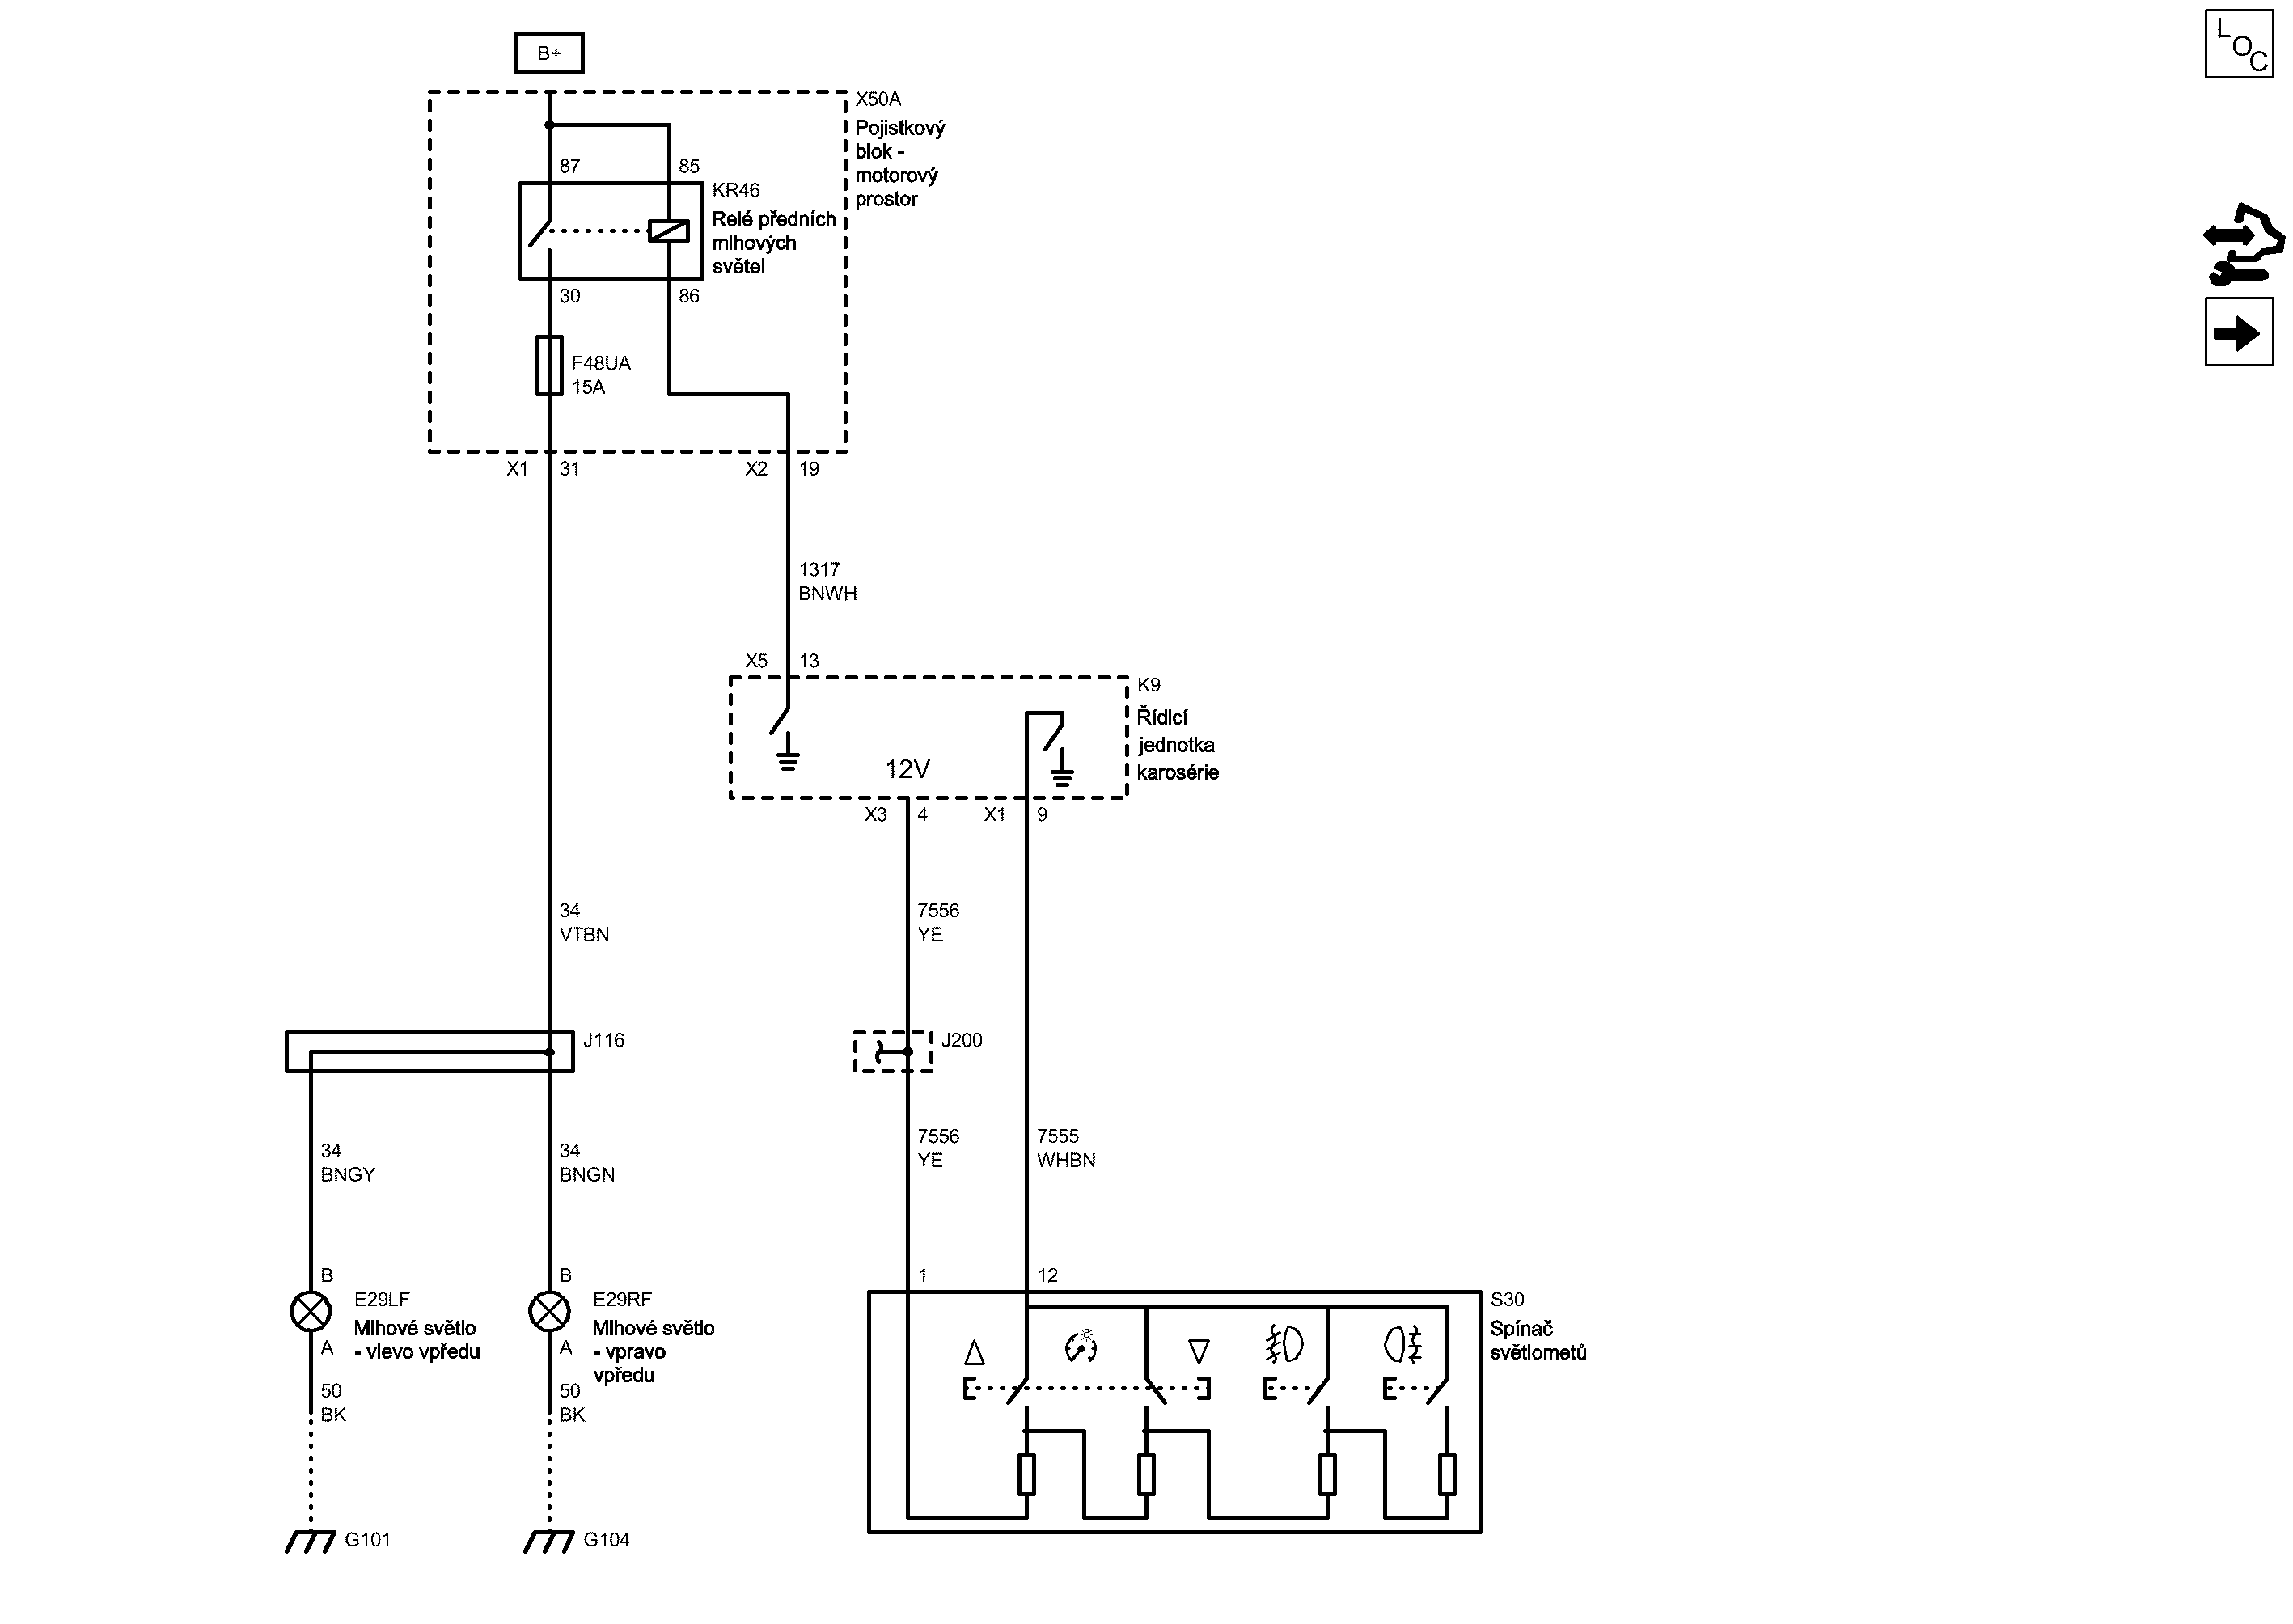 B+
LOC
X50A
Pojistkový
blok -
motorový
prostor
87
85
KR46
Relé předních
mlhových
světel
30
86
F48UA
15A
X1
31
X2
19
1317
BNWH
X5
13
K9
Řídicí
jednotka
karosérie
12V
X3
4
X1
9
34
VTBN
7556
YE
J116
J200
34
BNGY
34
BNGN
7556
YE
7555
WHBN
B
B
1
12
E29LF
Mlhové světlo
- vlevo vpředu
A
E29RF
Mlhové světlo
- vpravo
vpředu
A
S30
Spínač
světlometů
50
BK
50
BK
G101
G104